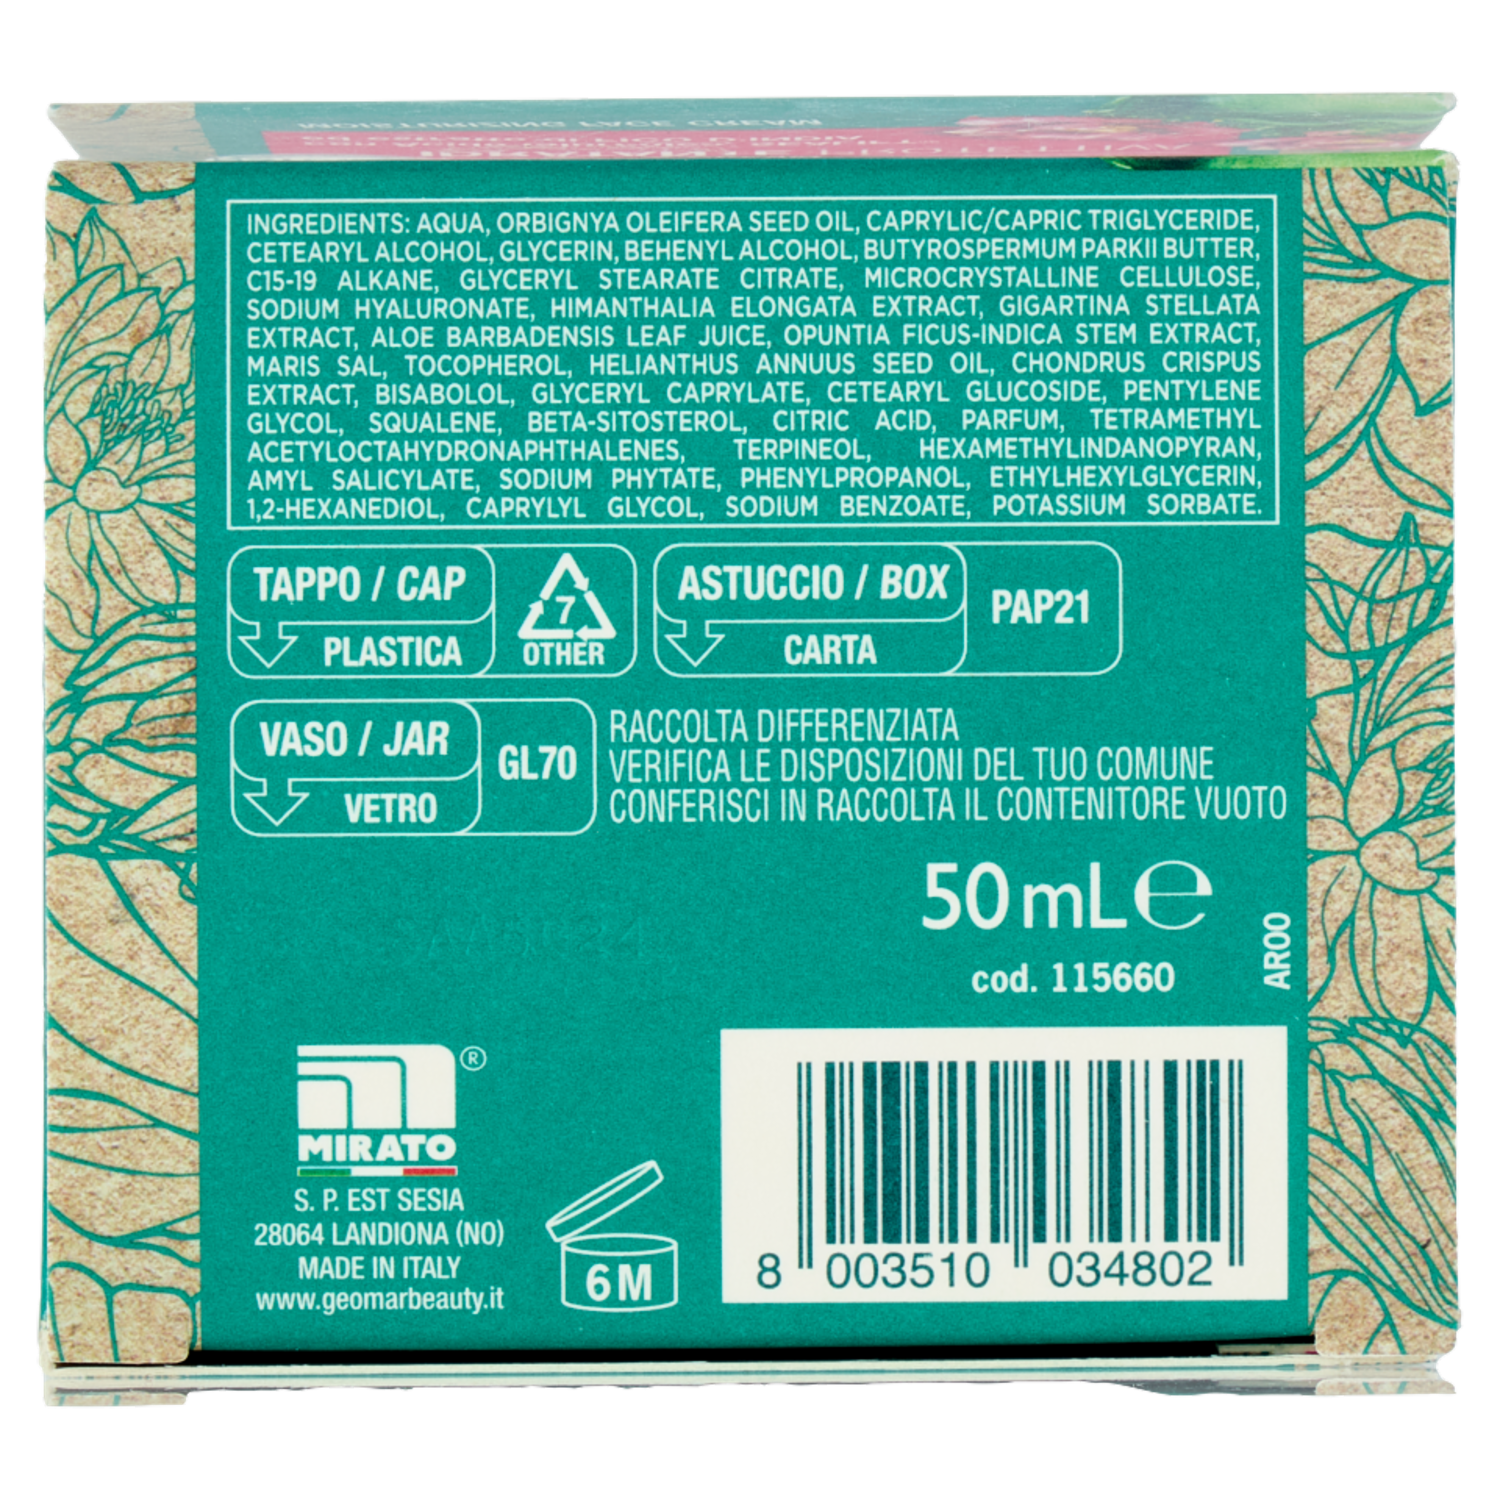 INGREDIENTS: AQUA, ORBIGNYA OLEIFERA SEED OIL, CAPRYLIC/CAPRIC TRIGLYCERIDE,
CETEARYL ALCOHOL, GLYCERIN, BEHENYL ALCOHOL, BUTYROSPERMUM PARKII BUTTER,
C15-19 ALKANE, GLYCERYL STEARATE CITRATE, MICROCRYSTALLINE CELLULOSE,
SODIUM HYALURONATE, HIMANTHALIA ELONGATA EXTRACT, GIGARTINA STELLATA
EXTRACT, ALOE BARBADENSIS LEAF JUICE, OPUNTIA FICUS-INDICA STEM EXTRACT,
MARIS SAL, TOCOPHEROL, HELIANTHUS ANNUUS SEED OIL, CHONDRUS CRISPUS
EXTRACT, BISABOLOL, GLYCERYL CAPRYLATE, CETEARYL GLUCOSIDE, PENTYLENE
GLYCOL, SQUALENE, BETA-SITOSTEROL, CITRIC ACID, PARFUM, TETRAMETHYL
ACETYLOCTAHYDRONAPHTHALENES, TERPINEOL, HEXAMETHYLINDANOPYRAN,
AMYL SALICYLATE, SODIUM PHYTATE, PHENYLPROPANOL, ETHYLHEXYLGLYCERIN,
1,2-HEXANEDIOL, CAPRYLYL GLYCOL, SODIUM BENZOATE, POTASSIUM SORBATE.
TAPPO / CAP
PLASTICA
7
OTHER
ASTUCCIO / BOX
CARTA
PAP21
VASO / JAR
VETRO
GL70
RACCOLTA DIFFERENZIATA
VERIFICA LE DISPOSIZIONI DEL TUO COMUNE
CONFERISCI IN RACCOLTA IL CONTENITORE VUOTO
50 mL e
cod. 115660
AR00
MIRATO ®
S. P. EST SESIA
28064 LANDIONA (NO)
MADE IN ITALY
www.geomarbeauty.it
6 M
8 003510 034802